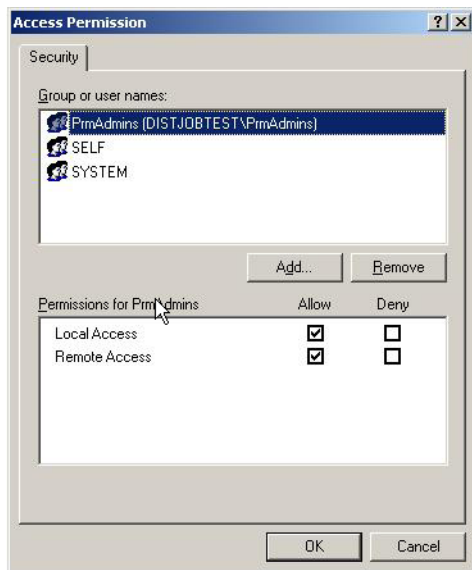 Access Permission
Security
Group or user names:
PrmAdmins (DISTJOBTEST\PrmAdmins)
SELF
SYSTEM
Add...
Remove
Permissions for PrmAdmins
Allow
Deny
Local Access
Remote Access
OK
Cancel